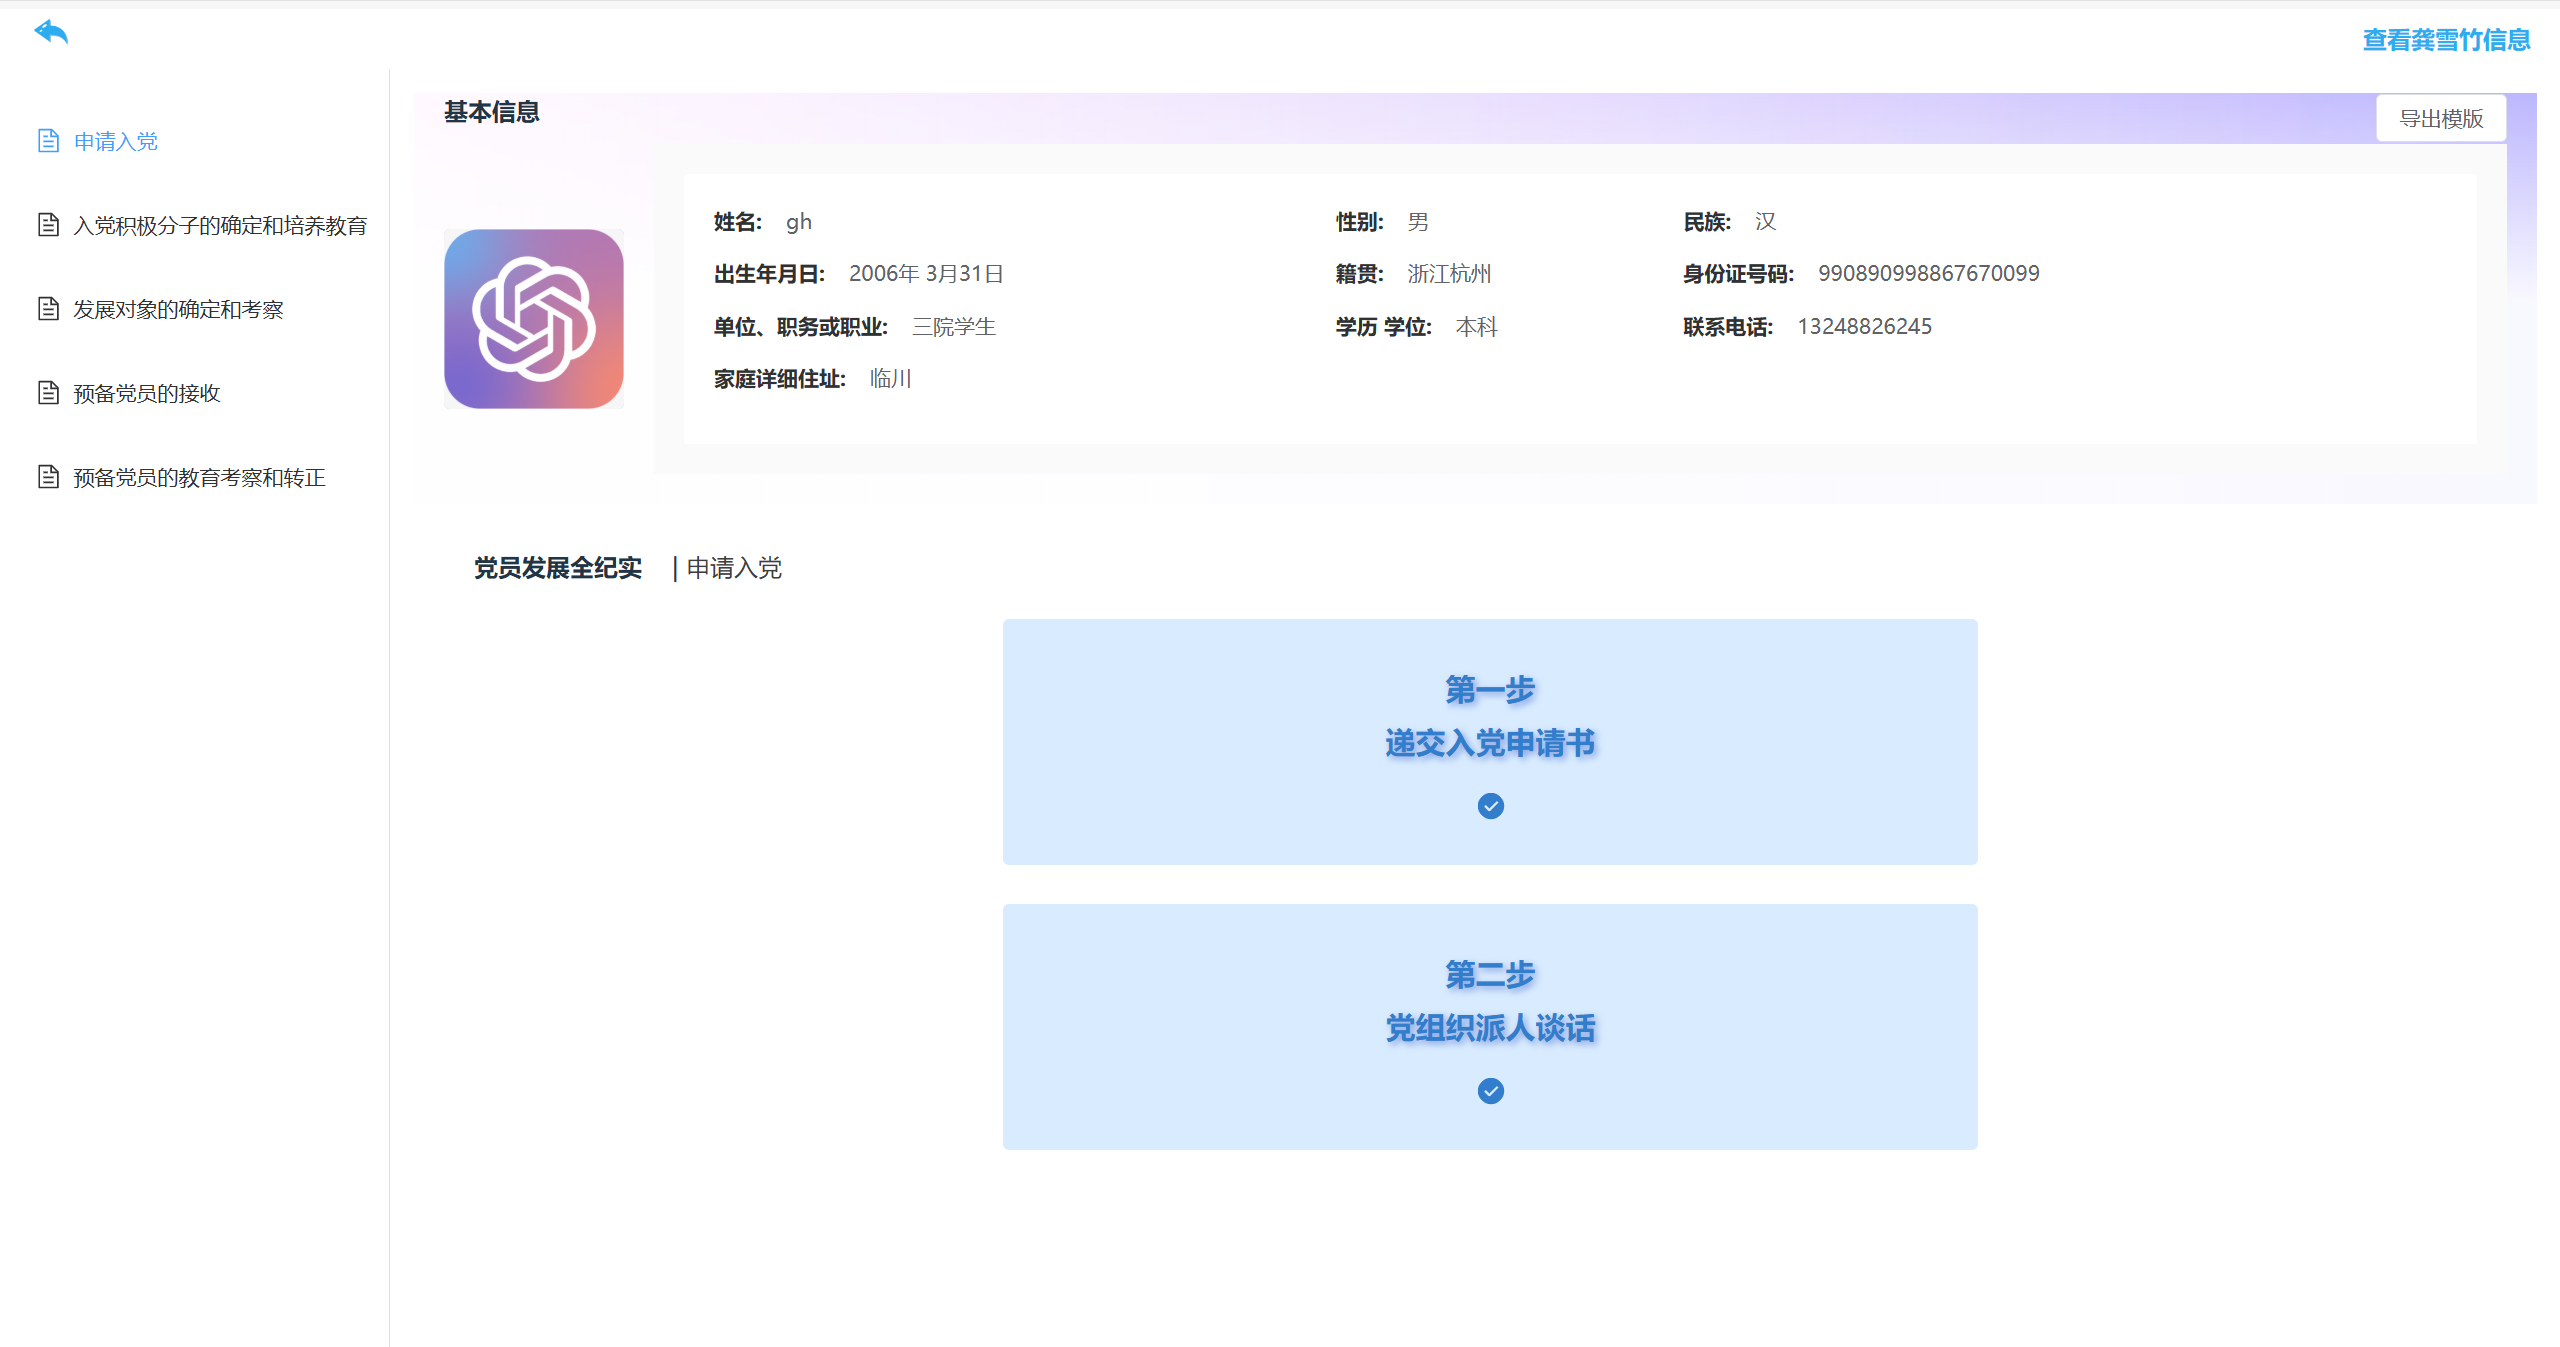 查看龚雪竹信息
申请入党
入党积极分子的确定和培养教育
发展对象的确定和考察
预备党员的接收
预备党员的教育考察和转正
基本信息
导出模版
姓名: gh 性别: 男 民族: 汉
出生年月日: 2006年 3月31日 籍贯: 浙江杭州 身份证号码: 990890998867670099
单位、职务或职业: 三院学生 学历 学位: 本科 联系电话: 13248826245
家庭详细住址: 临川
党员发展全纪实 | 申请入党
第一步
递交入党申请书
第二步
党组织派人谈话